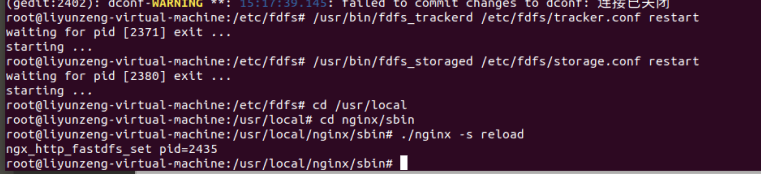 (gedit:2402): dconf-WARNING **: 15:17:39.145: failed to commit changes to dconf: 连接已关闭
root@liyunzeng-virtual-machine:/etc/fdfs# /usr/bin/fdfs_trackerd /etc/fdfs/tracker.conf restart
waiting for pid [2371] exit ...
starting ...
root@liyunzeng-virtual-machine:/etc/fdfs# /usr/bin/fdfs_storaged /etc/fdfs/storage.conf restart
waiting for pid [2380] exit ...
starting ...
root@liyunzeng-virtual-machine:/etc/fdfs# cd /usr/local
root@liyunzeng-virtual-machine:/usr/local# cd nginx/sbin
root@liyunzeng-virtual-machine:/usr/local/nginx/sbin# ./nginx -s reload
ngx_http_fastdfs_set pid=2435
root@liyunzeng-virtual-machine:/usr/local/nginx/sbin#